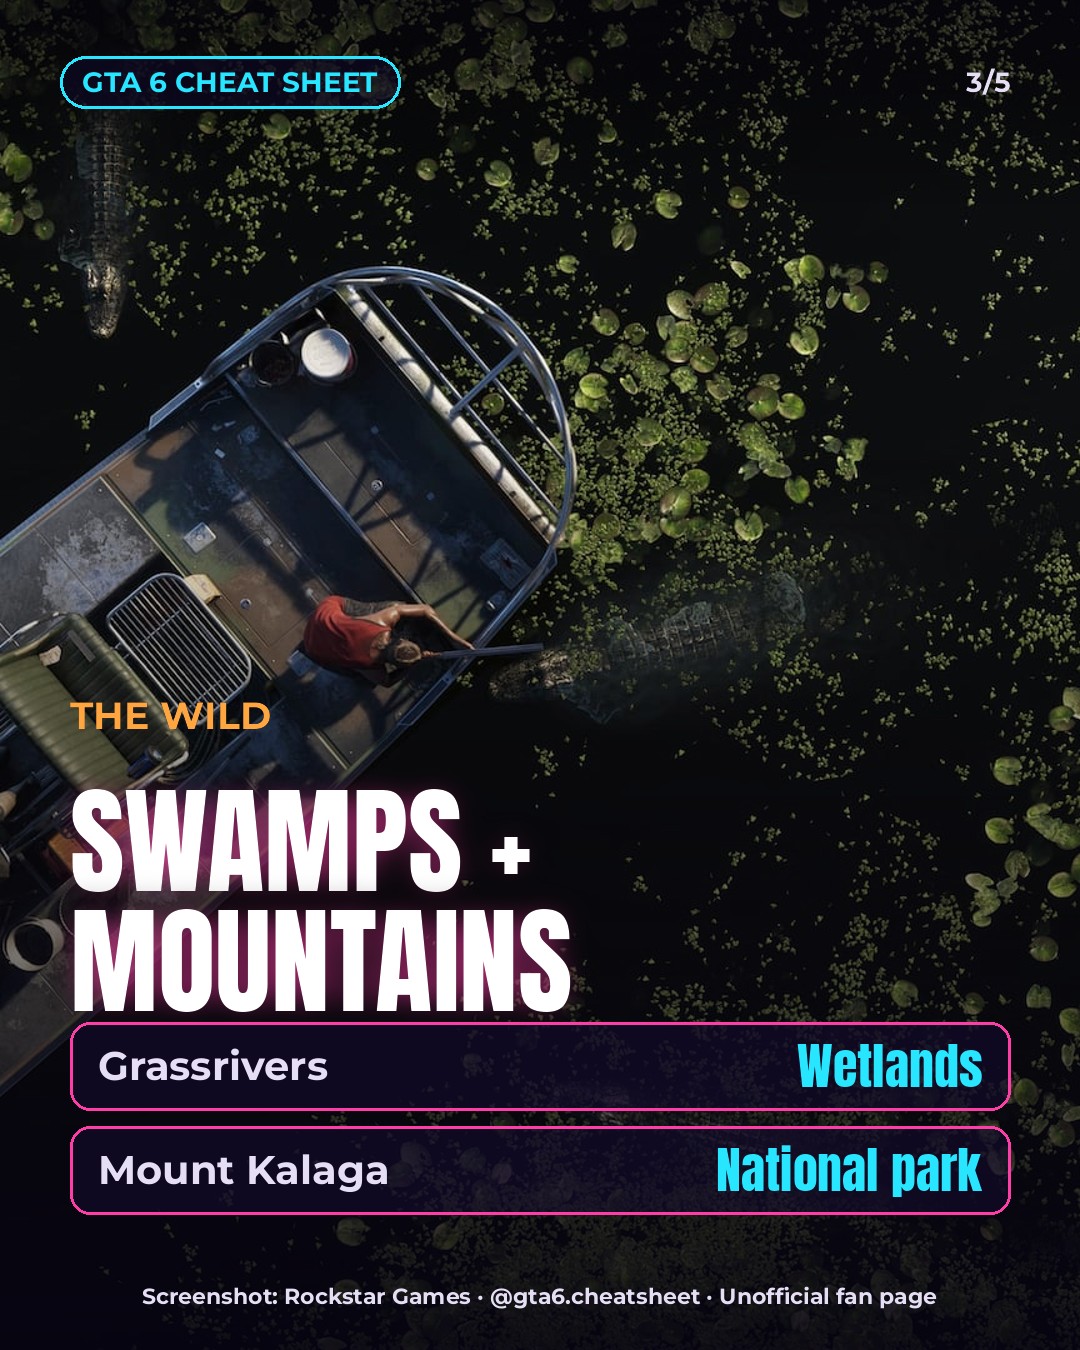 GTA 6 CHEAT SHEET
3/5
THE WILD
SWAMPS +
MOUNTAINS
Grassrivers Wetlands
Mount Kalaga National park
Screenshot: Rockstar Games · @gta6.cheatsheet · Unofficial fan page